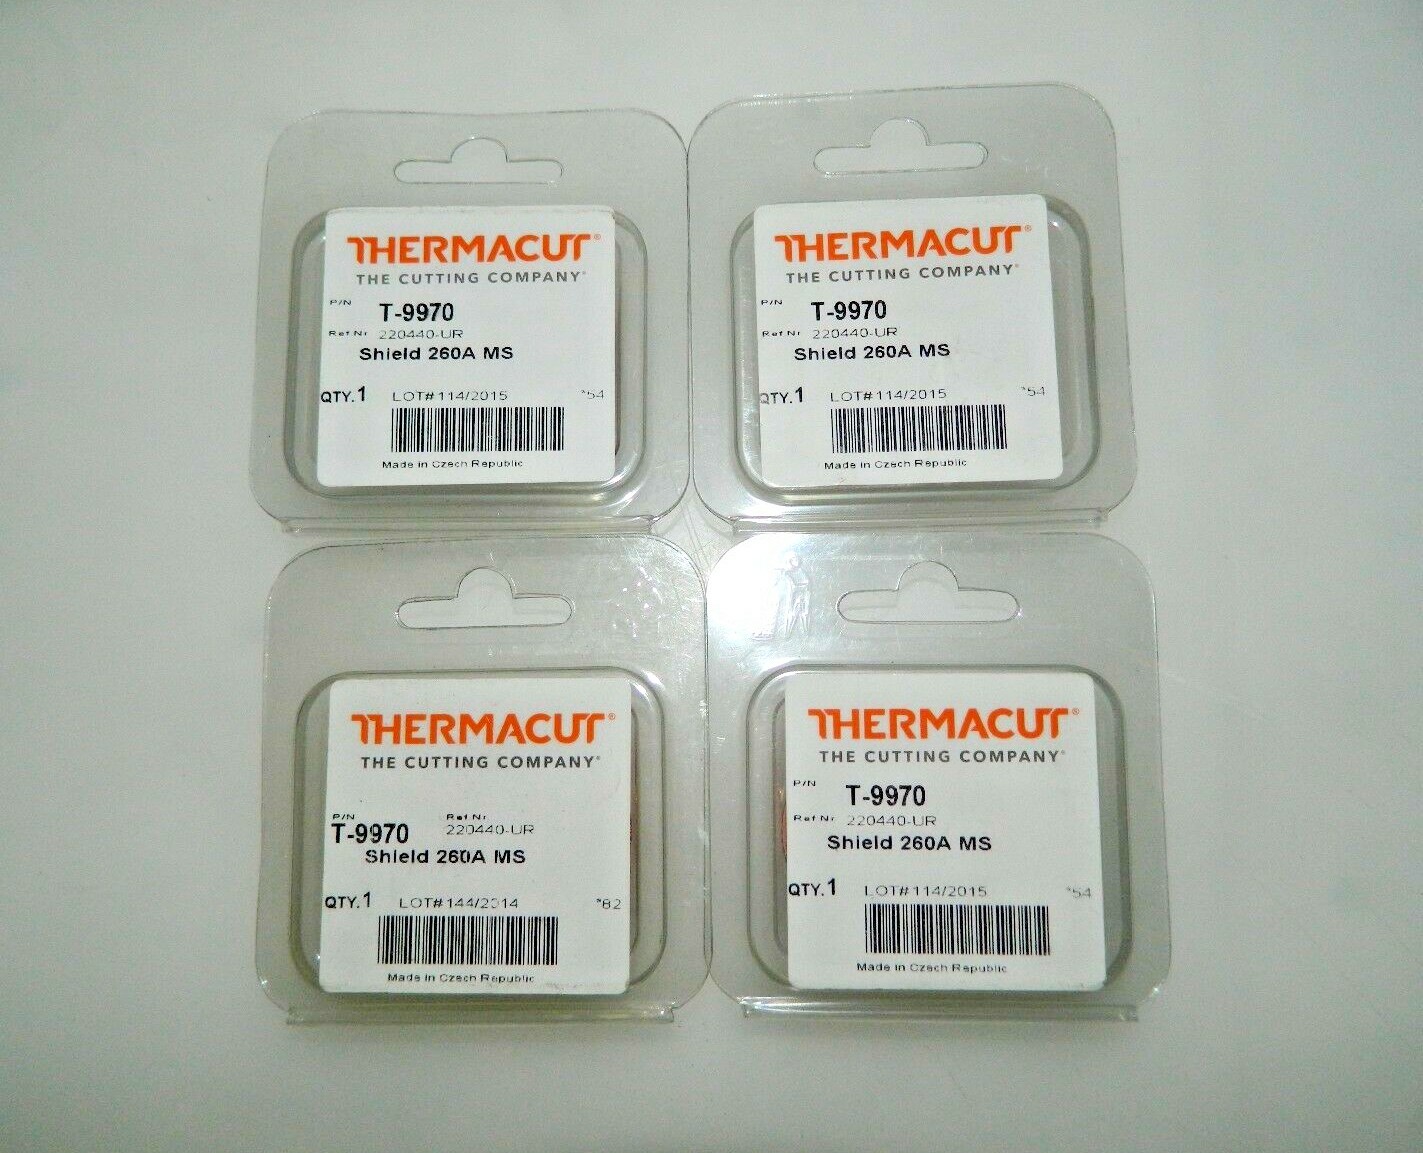 THERMACUT®
THE CUTTING COMPANY®
P/N T-9970
Ref Nr 220440-UR
Shield 260A MS
QTY.1 LOT#114/2015 *54
Made in Czech Republic
THERMACUT®
THE CUTTING COMPANY®
P/N T-9970
Ref Nr 220440-UR
Shield 260A MS
QTY.1 LOT#114/2015 *54
Made in Czech Republic
THERMACUT®
THE CUTTING COMPANY®
P/N Ref Nr
T-9970 220440-UR
Shield 260A MS
QTY.1 LOT#144/2014 *82
Made in Czech Republic
THERMACUT®
THE CUTTING COMPANY®
P/N T-9970
Ref Nr 220440-UR
Shield 260A MS
QTY.1 LOT#114/2015 *54
Made in Czech Republic